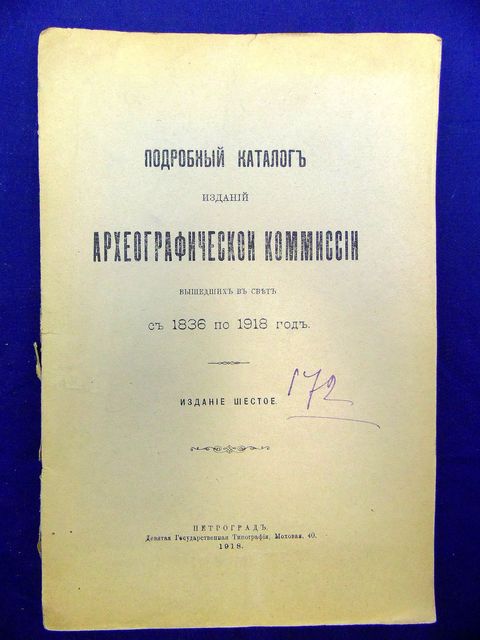 ПОДРОБНЫЙ КАТАЛОГЪ
ИЗДАНІЙ
АРХЕОГРАФИЧЕСКОЙ КОММИССІИ
ВЫШЕДШИХЪ ВЪ СВѢТЪ
съ 1836 по 1918 годъ.
ИЗДАНІЕ ШЕСТОЕ.
172
ПЕТРОГРАДЪ.
Девятая Государственная Типографія, Моховая, 40.
1918.